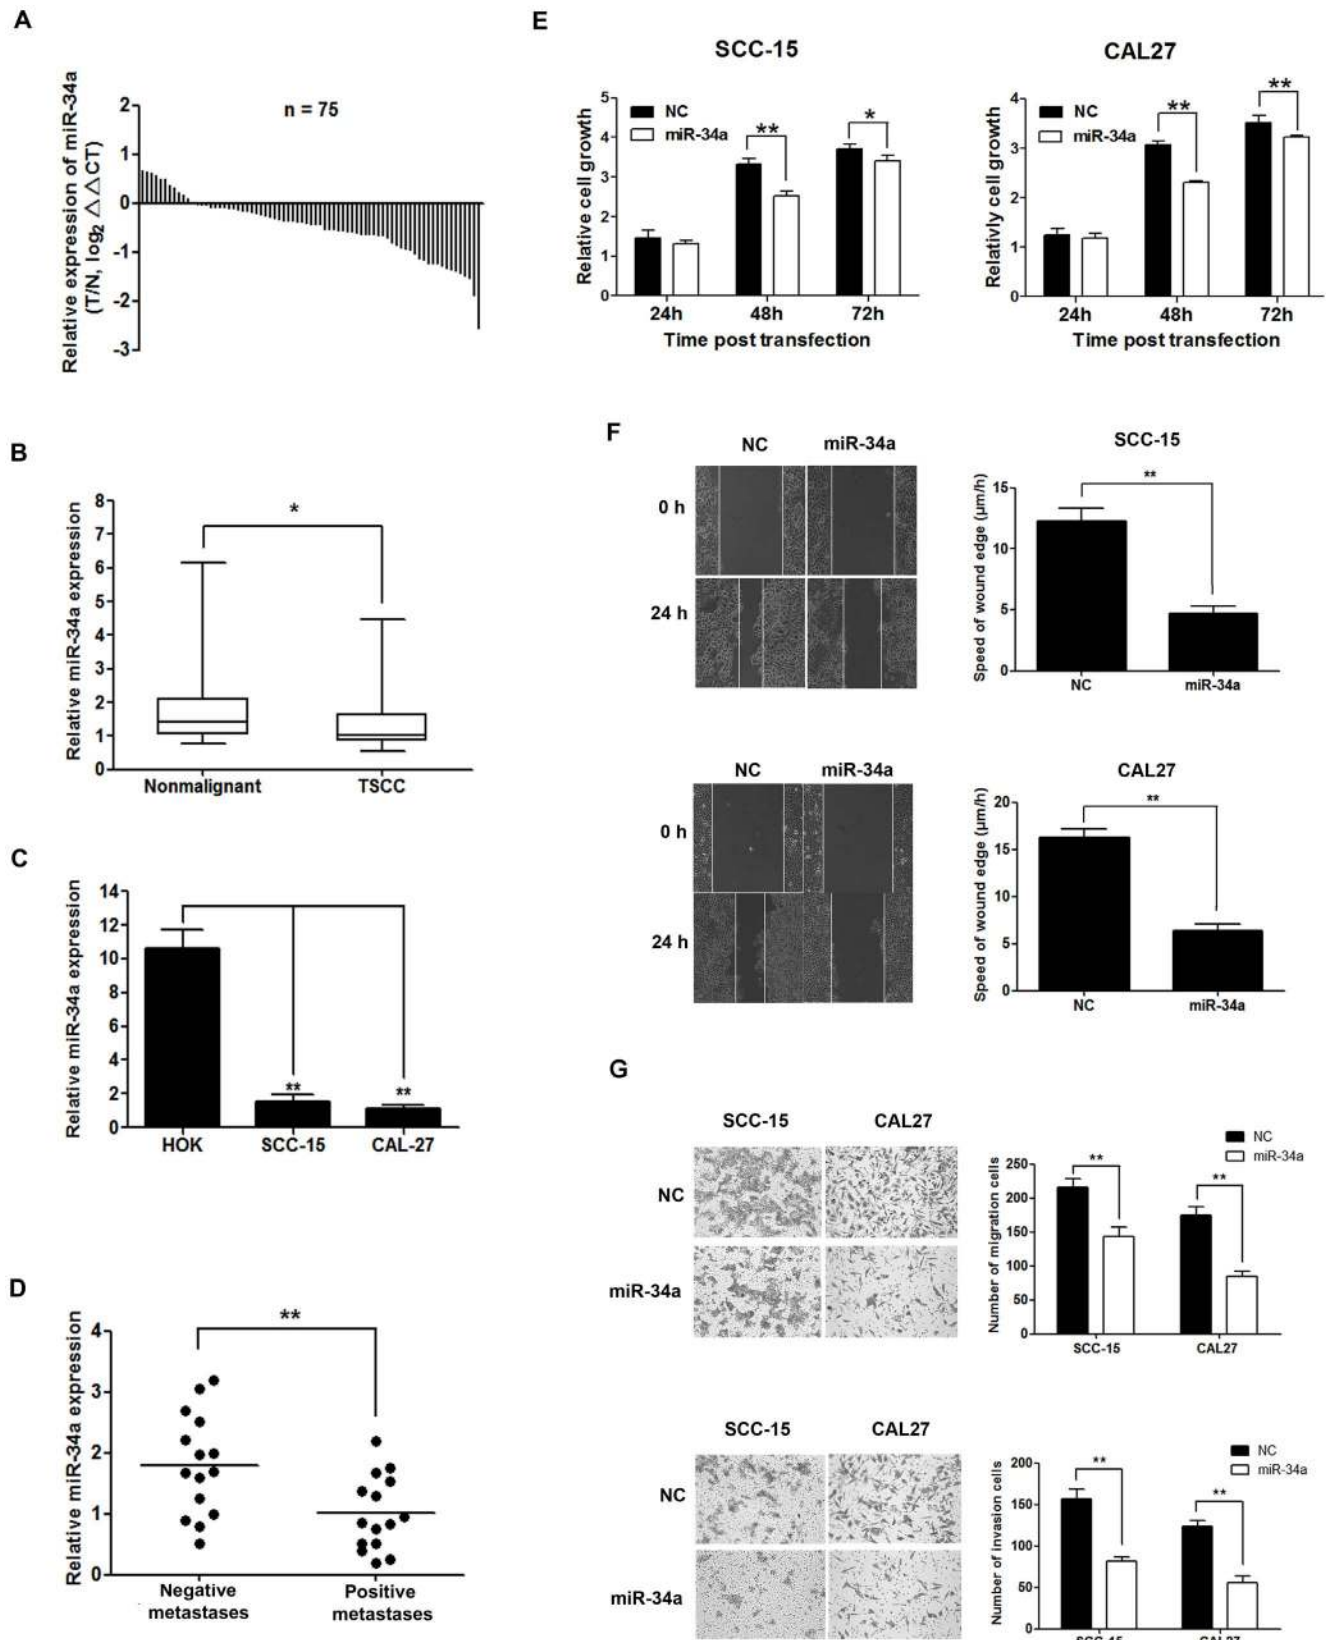 A
Relative expression of miR-34a
(T/N, log2 △△CT)
n = 75
2
1
0
-1
-2
-3
B
Relative miR-34a expression
8
7
6
5
4
3
2
1
0
*
Nonmalignant TSCC
C
Relative miR-34a expression
14
12
10
8
6
4
2
0
** **
HOK SCC-15 CAL-27
D
Relative miR-34a expression
4
3
2
1
0
**
Negative Positive
metastases metastases
E
SCC-15
Relative cell growth
5
4
3
2
1
0
NC
miR-34a
** *
24h 48h 72h
Time post transfection
CAL27
Relativly cell growth
4
3
2
1
0
NC
miR-34a
** **
24h 48h 72h
Time post transfection
F
NC miR-34a
0 h
24 h
SCC-15
Speed of wound edge (µm/h)
15
10
5
0
**
NC miR-34a
NC miR-34a
0 h
24 h
CAL27
Speed of wound edge (µm/h)
20
15
10
5
0
**
NC miR-34a
G
SCC-15 CAL27
NC
miR-34a
NC
miR-34a
Number of migration cells
250
200
150
100
50
0
** **
SCC-15 CAL27
SCC-15 CAL27
NC
miR-34a
NC
miR-34a
Number of invasion cells
200
150
100
50
0
** **
SCC-15 CAL27